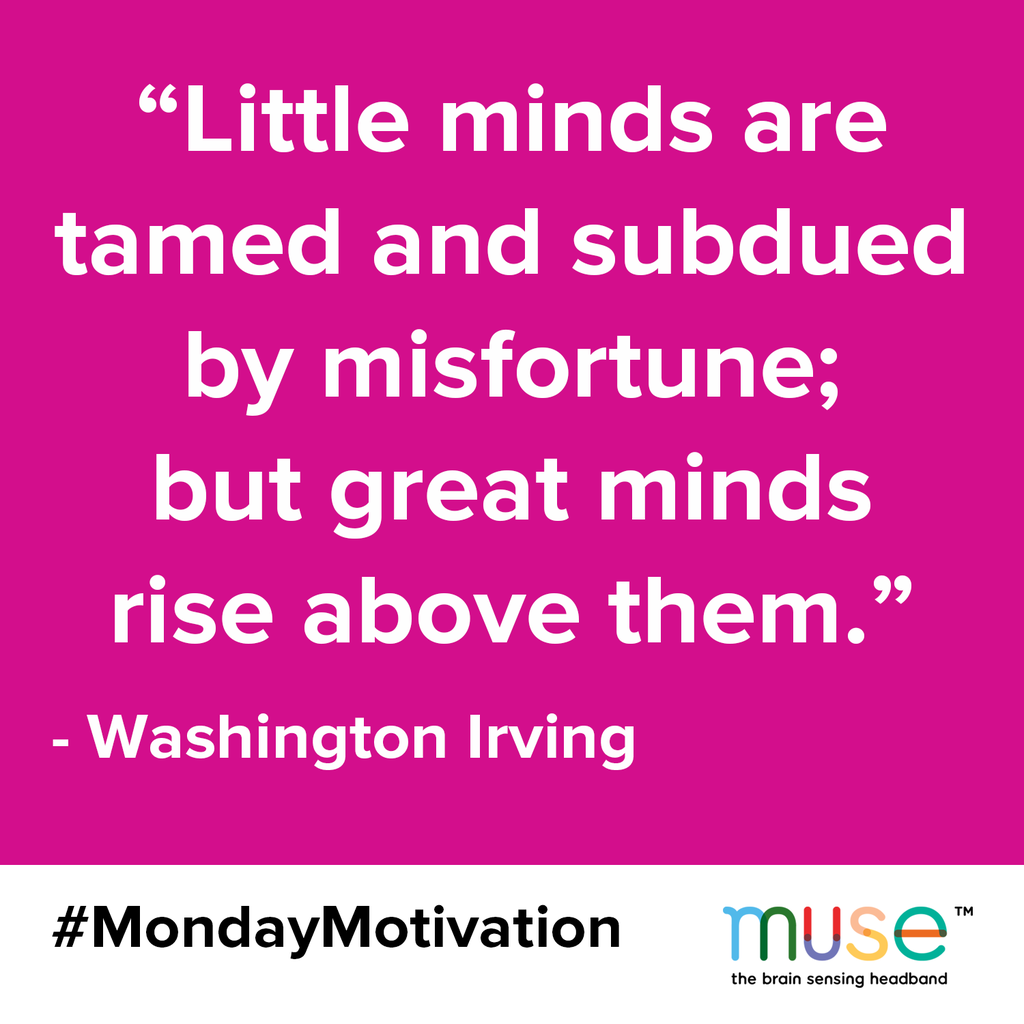 “Little minds are
tamed and subdued
by misfortune;
but great minds
rise above them.”
- Washington Irving
#MondayMotivation
muse™
the brain sensing headband